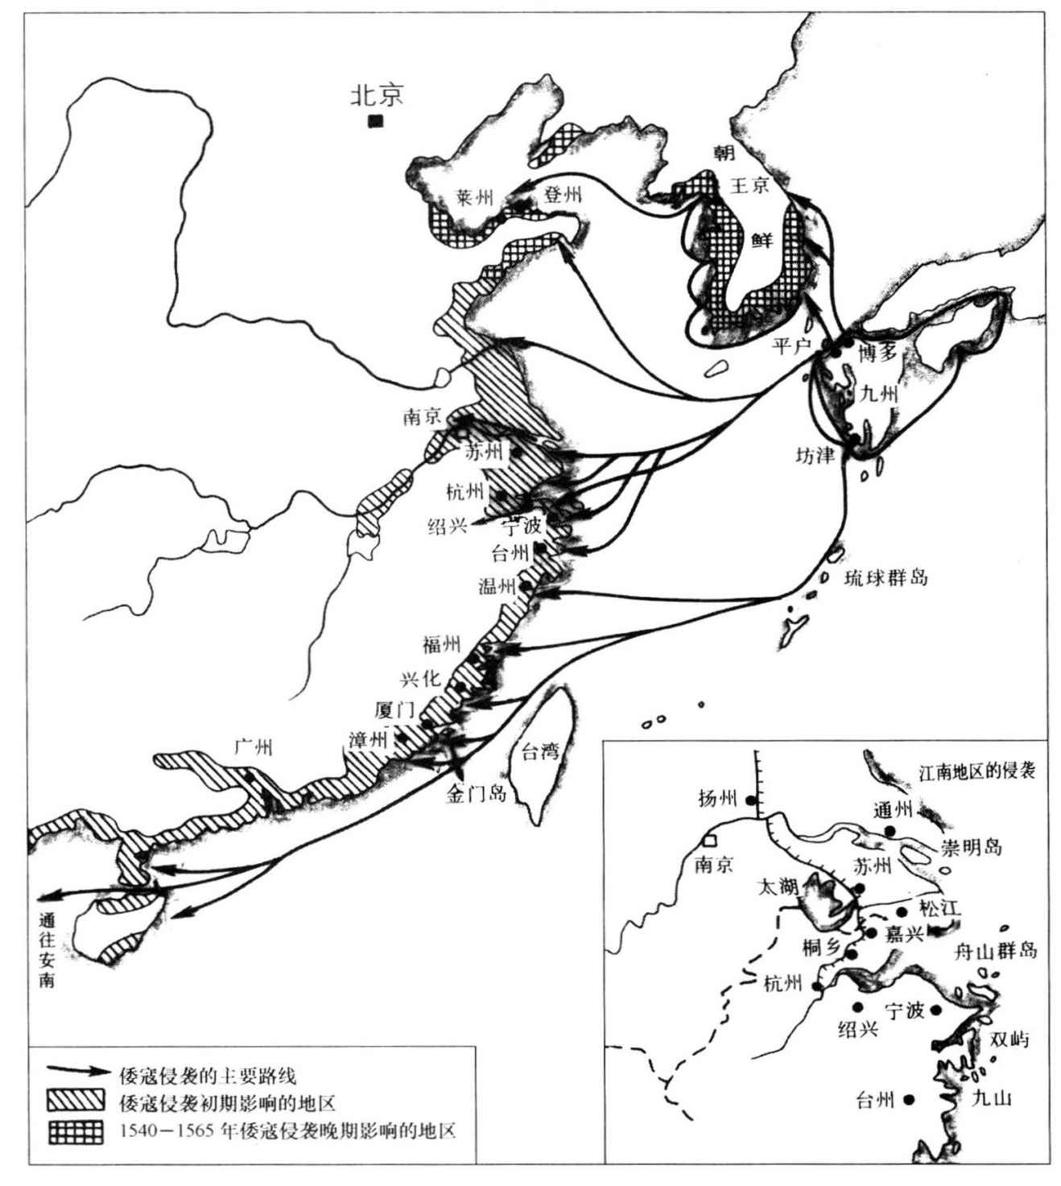 北京
朝
王京
鲜
莱州
登州
平户
博多
九州
坊津
南京
苏州
杭州
绍兴
宁波
台州
温州
琉球群岛
福州
兴化
厦门
漳州
广州
台湾
金门岛
通往安南
江南地区的侵袭
扬州
通州
崇明岛
南京
苏州
太湖
松江
嘉兴
桐乡
舟山群岛
杭州
绍兴
宁波
双屿
台州
九山
倭寇侵袭的主要路线
倭寇侵袭初期影响的地区
1540－1565年倭寇侵袭晚期影响的地区